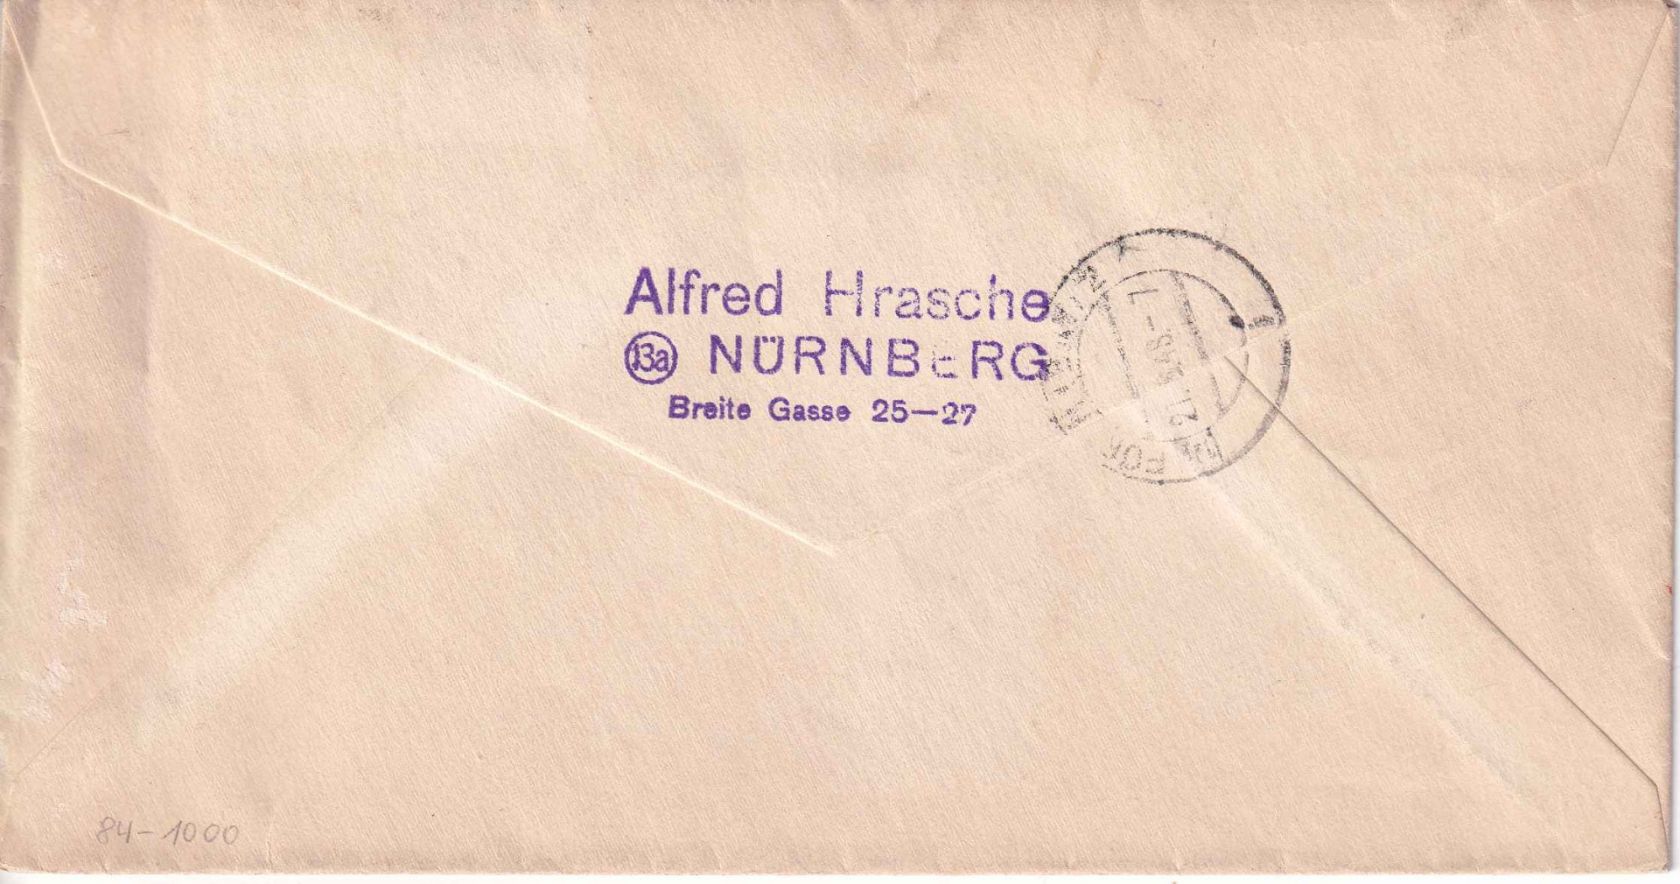 Alfred Hrasche
13a NÜRNBERG
Breite Gasse 25—27
84-1000